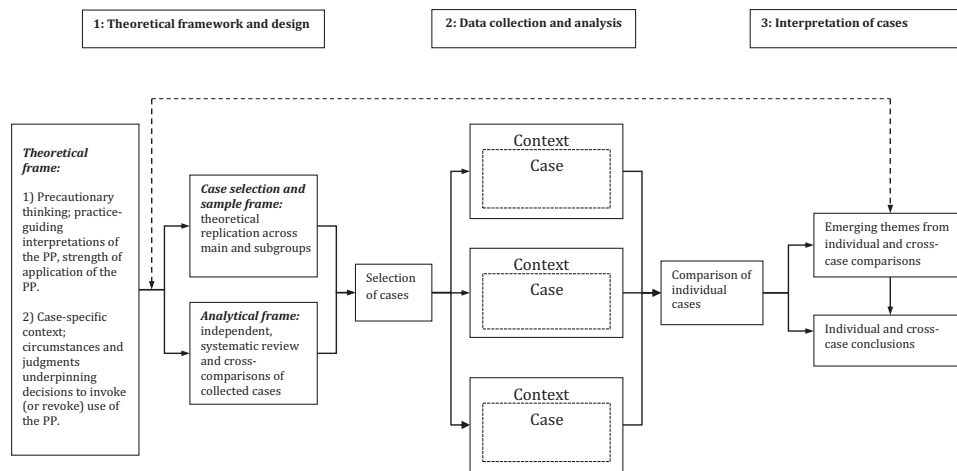 1: Theoretical framework and design
2: Data collection and analysis
3: Interpretation of cases
Theoretical
frame:
1) Precautionary
thinking; practice-
guiding
interpretations of
the PP, strength of
application of the
PP.
2) Case-specific
context;
circumstances and
judgments
underpinning
decisions to invoke
(or revoke) use of
the PP.
Case selection and
sample frame:
theoretical
replication across
main and subgroups
Analytical frame:
independent,
systematic review
and cross-
comparisons of
collected cases
Selection
of cases
Context
Case
Context
Case
Context
Case
Comparison of
individual
cases
Emerging themes from
individual and cross-
case comparisons
Individual and cross-
case conclusions